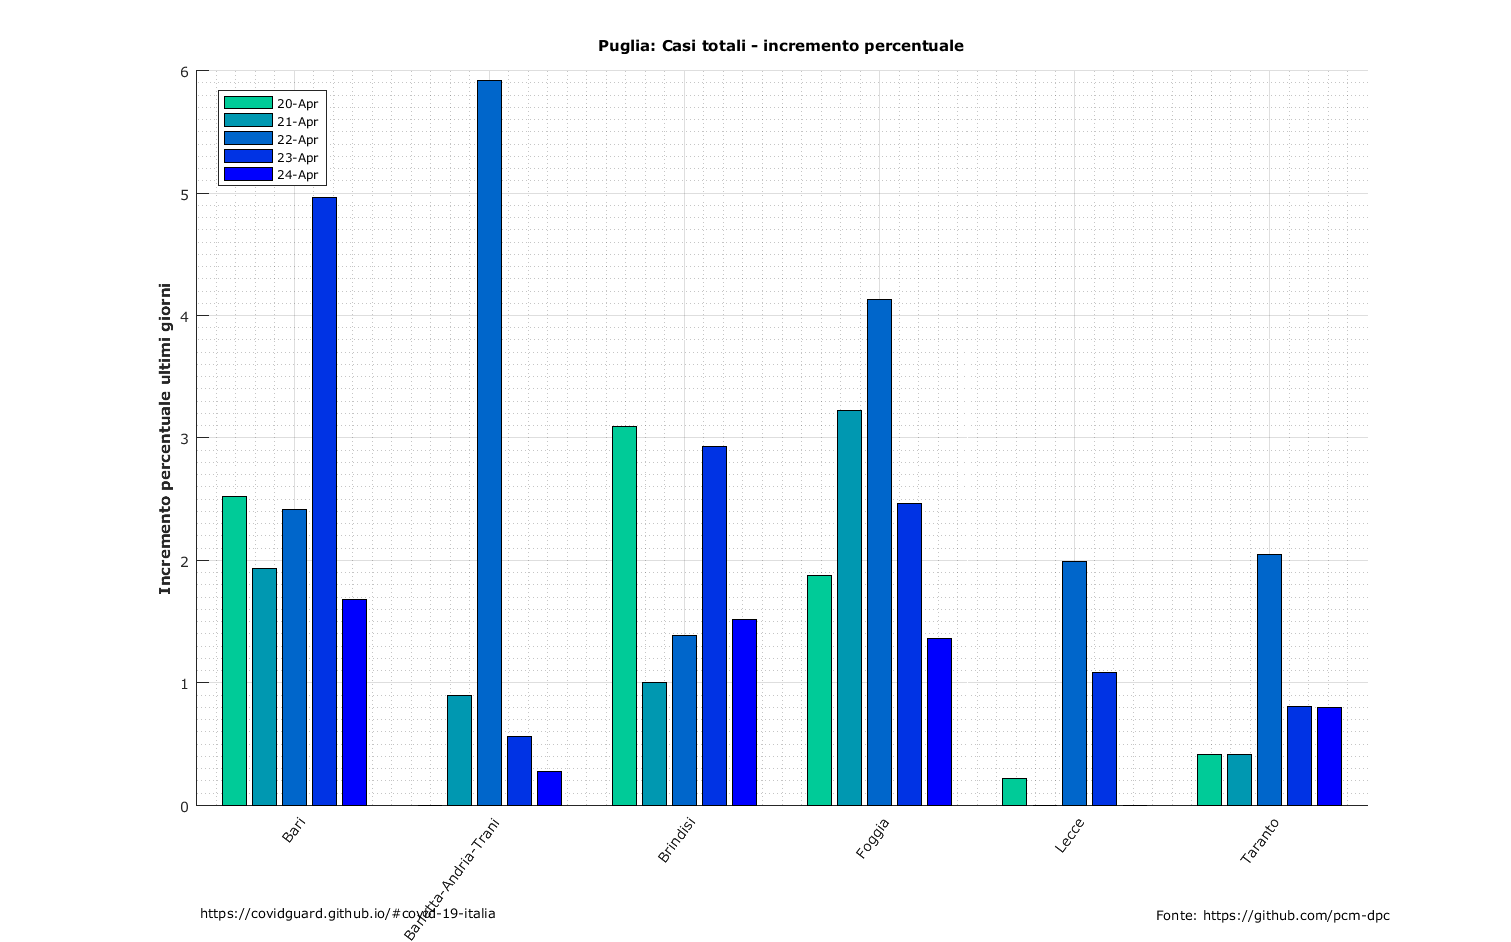 Puglia: Casi totali - incremento percentuale
Incremento percentuale ultimi giorni
6
5
4
3
2
1
0
20-Apr
21-Apr
22-Apr
23-Apr
24-Apr
Bari
Barletta-Andria-Trani
Brindisi
Foggia
Lecce
Taranto
https://covidguard.github.io/#covid-19-italia
Fonte: https://github.com/pcm-dpc